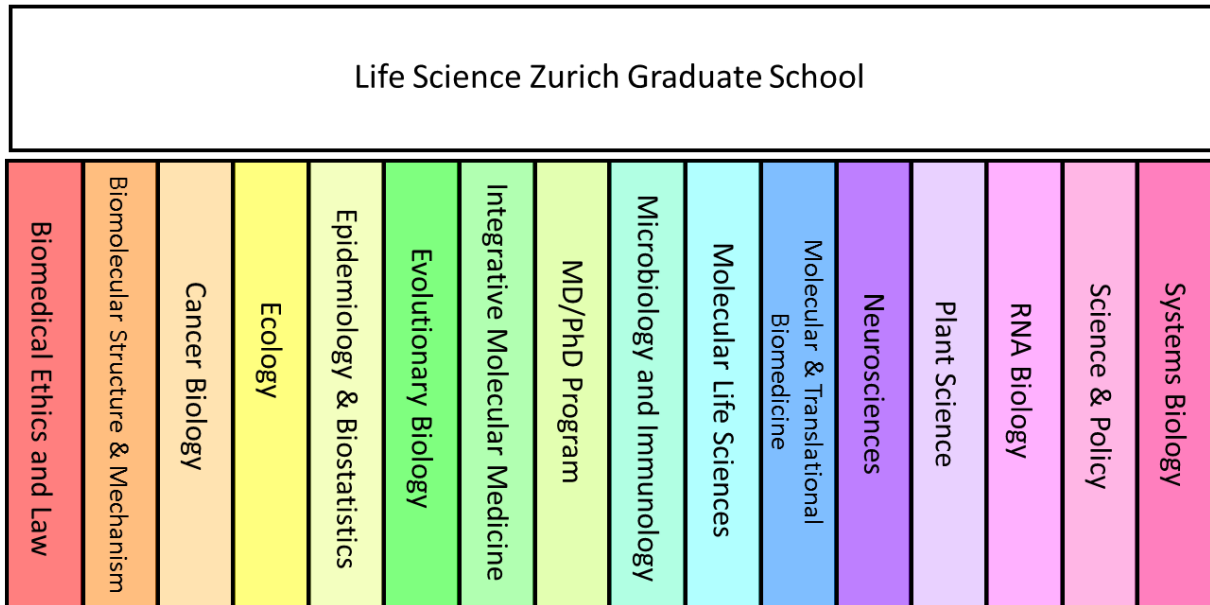 Life Science Zurich Graduate School
Biomedical Ethics and Law
Biomolecular Structure & Mechanism
Cancer Biology
Ecology
Epidemiology & Biostatistics
Evolutionary Biology
Integrative Molecular Medicine
MD/PhD Program
Microbiology and Immunology
Molecular Life Sciences
Molecular & Translational
Biomedicine
Neurosciences
Plant Science
RNA Biology
Science & Policy
Systems Biology